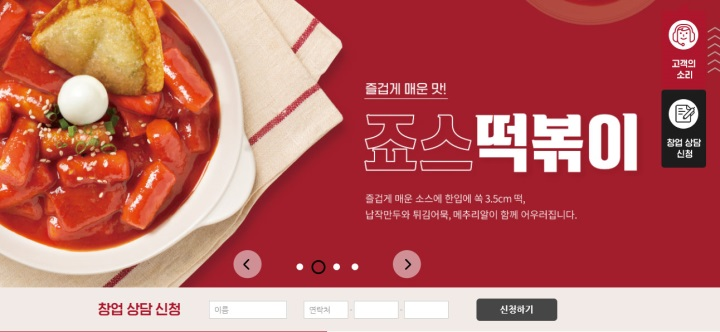 즐겁게 매운 맛!
죠스떡볶이
즐겁게 매운 소스에 한입에 쏙 3.5cm 떡,
납작만두와 튀김어묵, 메추리알이 함께 어우러집니다.
고객의
소리
창업 상담
신청
창업 상담 신청
이름
연락처 - -
신청하기